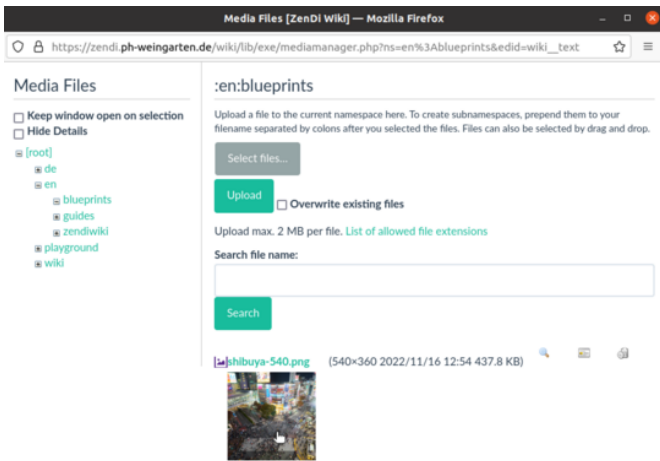 Media Files [ZenDi Wiki] — Mozilla Firefox
https://zendi.ph-weingarten.de/wiki/lib/exe/mediamanager.php?ns=en%3Ablueprints&edid=wiki__text
Media Files
Keep window open on selection
Hide Details
[root]
de
en
blueprints
guides
zendiwiki
playground
wiki
:en:blueprints
Upload a file to the current namespace here. To create subnamespaces, prepend them to your
filename separated by colons after you selected the files. Files can also be selected by drag and drop.
Select files...
Upload
Overwrite existing files
Upload max. 2 MB per file. List of allowed file extensions
Search file name:
Search
shibuya-540.png (540×360 2022/11/16 12:54 437.8 KB)